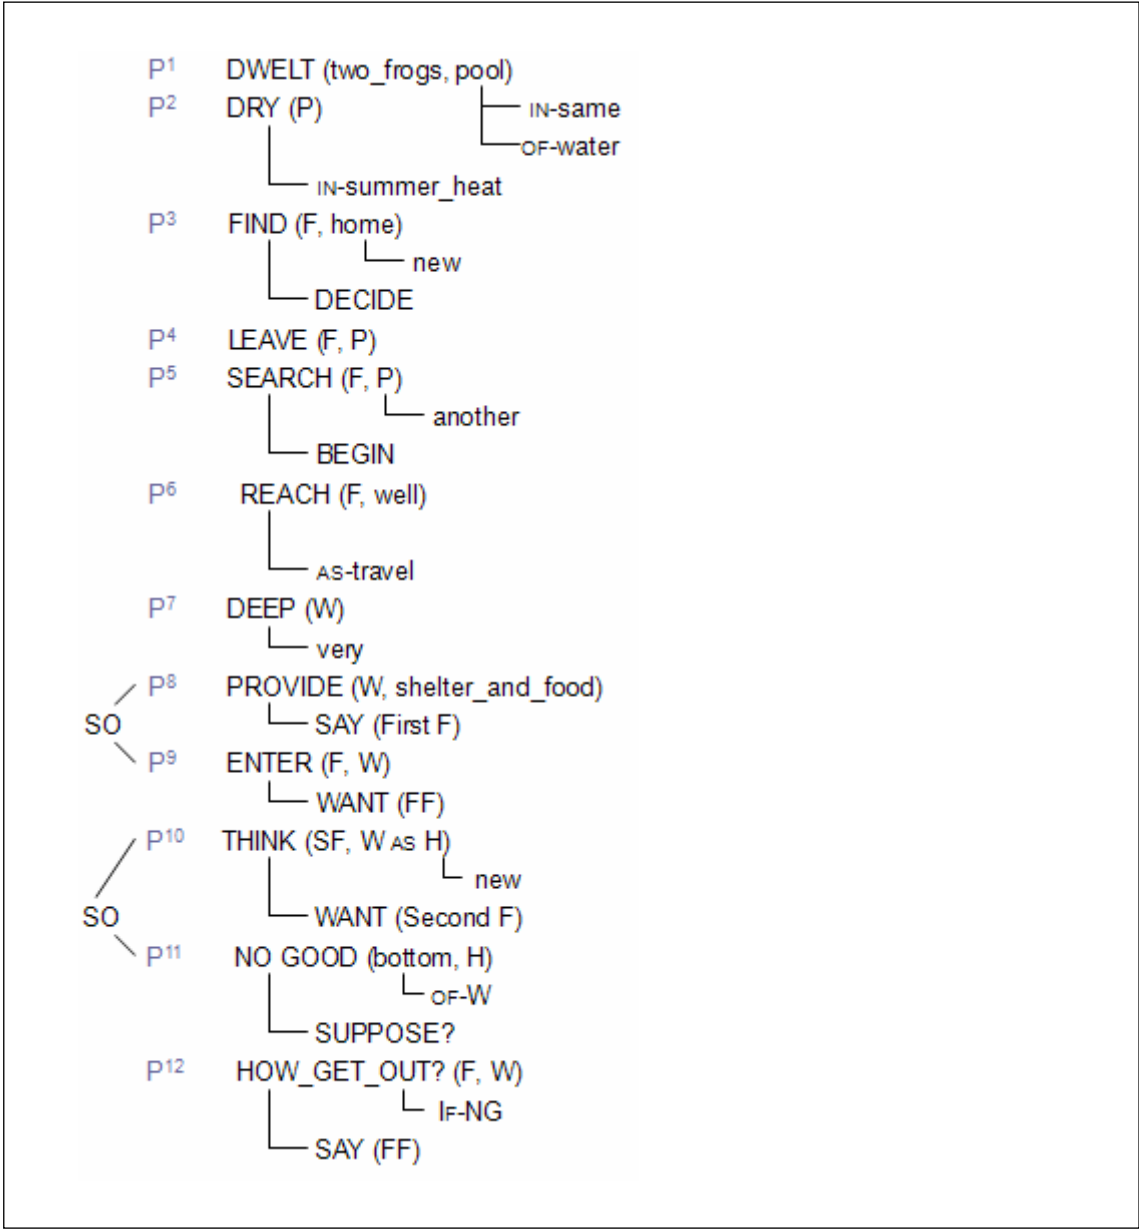 P1 DWELT (two_frogs, pool)
P2 DRY (P) IN-same
OF-water
IN-summer_heat
P3 FIND (F, home)
new
DECIDE
P4 LEAVE (F, P)
P5 SEARCH (F, P)
another
BEGIN
P6 REACH (F, well)
AS-travel
P7 DEEP (W)
very
P8 PROVIDE (W, shelter_and_food)
SO SAY (First F)
P9 ENTER (F, W)
WANT (FF)
P10 THINK (SF, W AS H)
new
SO WANT (Second F)
P11 NO GOOD (bottom, H)
OF-W
SUPPOSE?
P12 HOW_GET_OUT? (F, W)
IF-NG
SAY (FF)